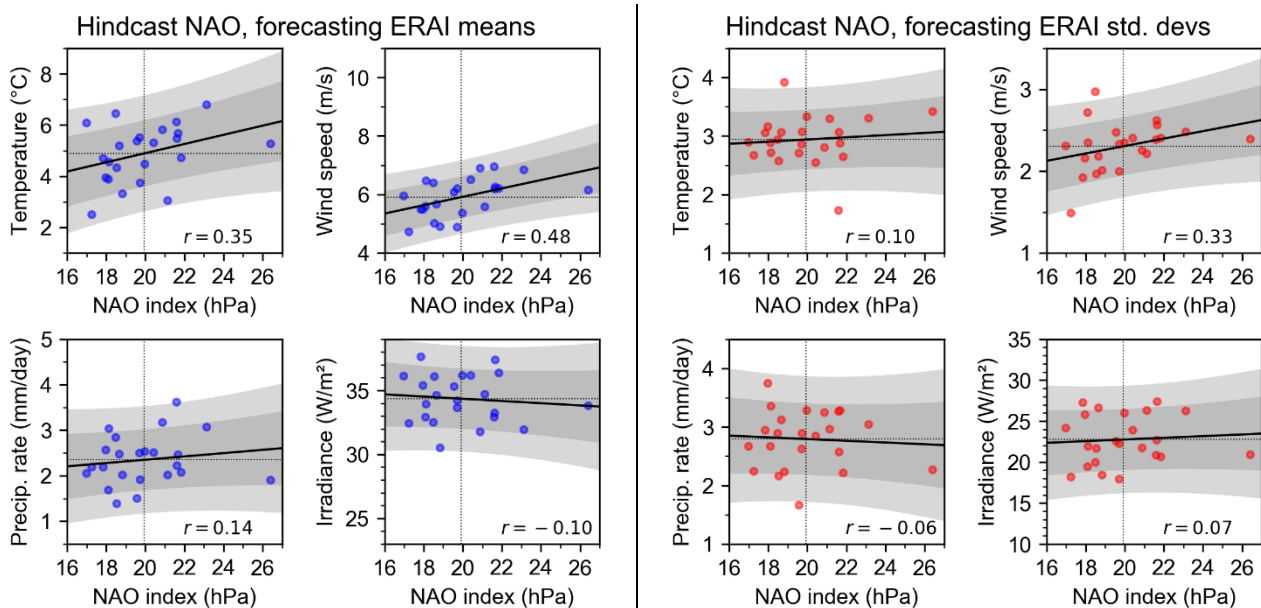 Hindcast NAO, forecasting ERAI means
Hindcast NAO, forecasting ERAI std. devs
Temperature (°C)
8
6
4
2
r = 0.35
16 18 20 22 24 26
NAO index (hPa)
Wind speed (m/s)
10
8
6
4
r = 0.48
16 18 20 22 24 26
NAO index (hPa)
Temperature (°C)
4
3
2
1
r = 0.10
16 18 20 22 24 26
NAO index (hPa)
Wind speed (m/s)
3
2
1
r = 0.33
16 18 20 22 24 26
NAO index (hPa)
Precip. rate (mm/day)
5
4
3
2
1
r = 0.14
16 18 20 22 24 26
NAO index (hPa)
Irradiance (W/m²)
35
30
25
r = −0.10
16 18 20 22 24 26
NAO index (hPa)
Precip. rate (mm/day)
4
3
2
1
r = −0.06
16 18 20 22 24 26
NAO index (hPa)
Irradiance (W/m²)
35
30
25
20
15
10
r = 0.07
16 18 20 22 24 26
NAO index (hPa)